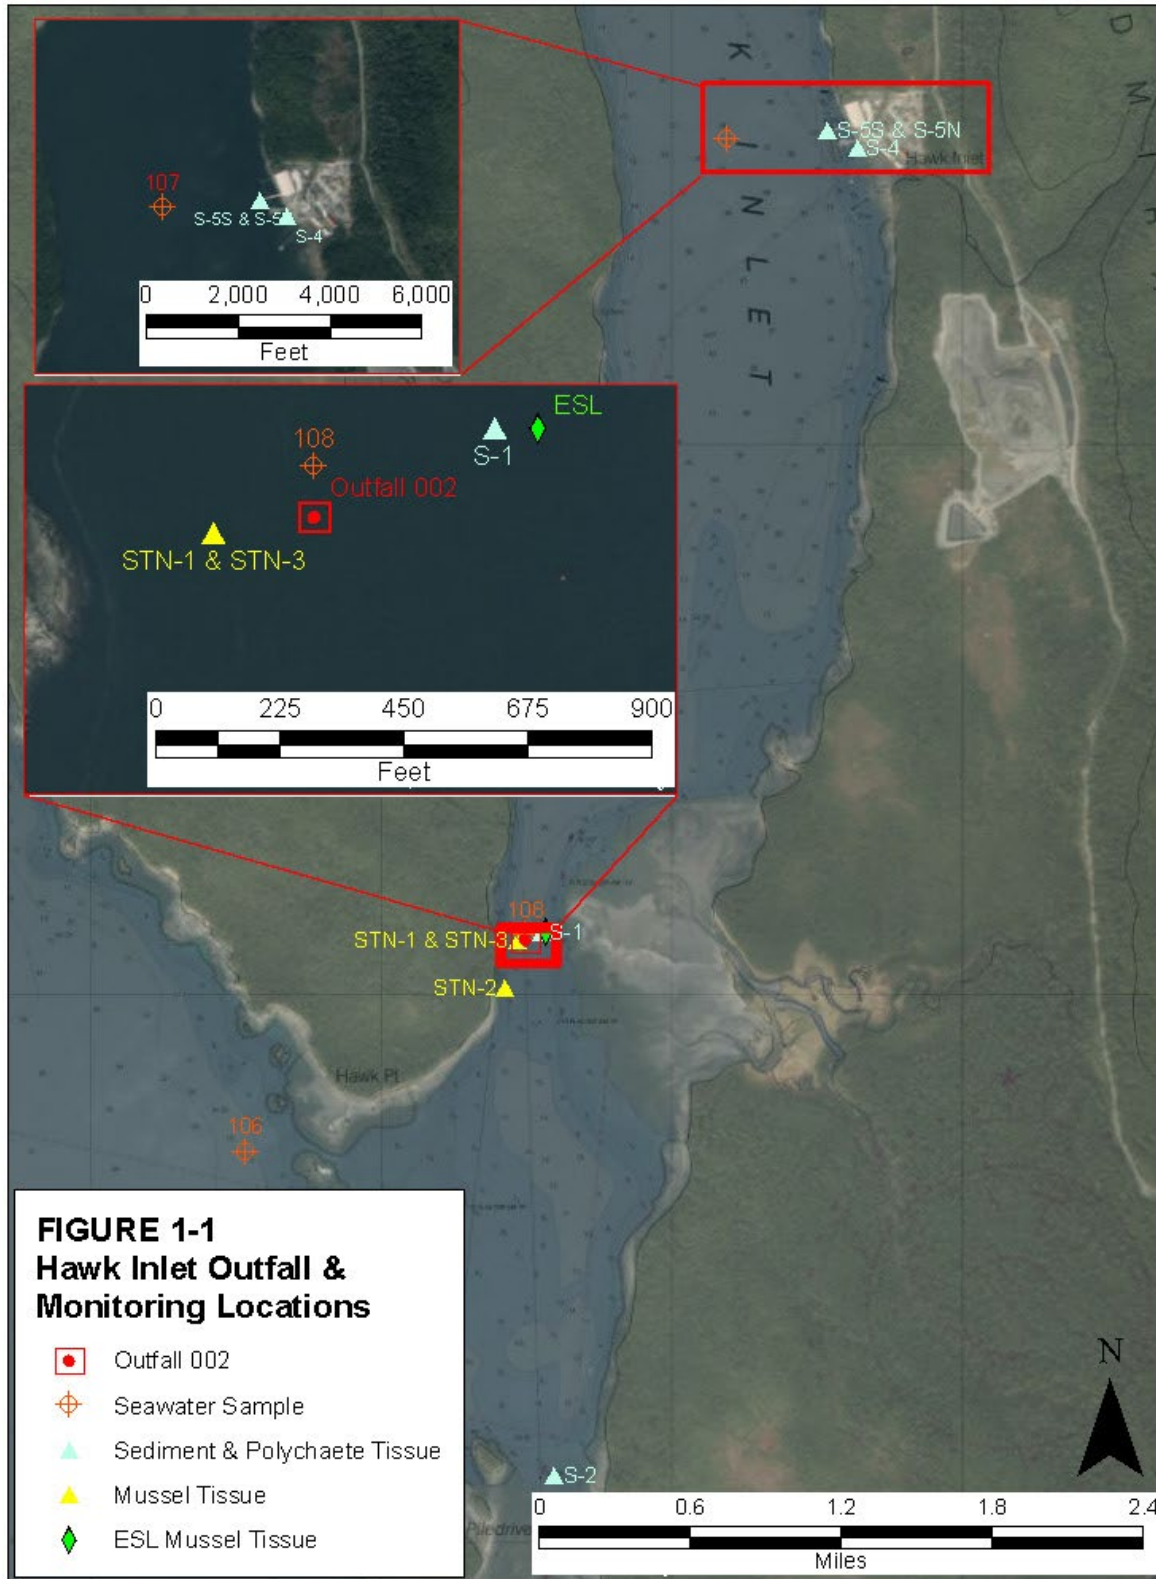 K
INLET
D
M
I
S-5S & S-5N
S-4
Hawk Inlet
107
S-5S & S-5
S-4
0 2,000 4,000 6,000
Feet
ESL
108
S-1
Outfall 002
STN-1 & STN-3
0 225 450 675 900
Feet
108
STN-1 & STN-3
S-1
STN-2
Hawk Pt
106
FIGURE 1-1
Hawk Inlet Outfall &
Monitoring Locations
Outfall 002
Seawater Sample
Sediment & Polychaete Tissue
Mussel Tissue
ESL Mussel Tissue
N
S-2
Piledrive
0 0.6 1.2 1.8 2.4
Miles